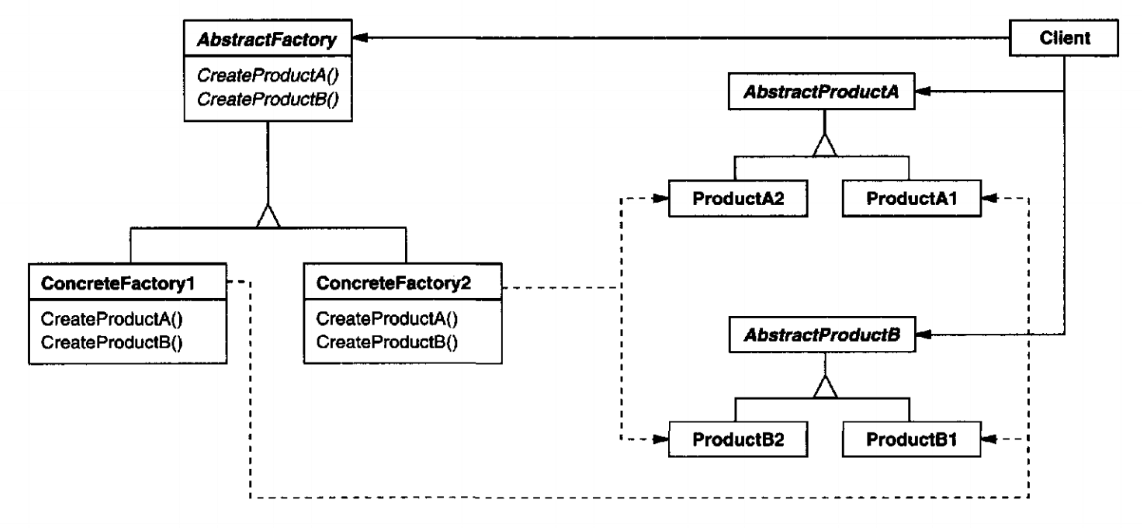 AbstractFactory
CreateProductA()
CreateProductB()
Client
AbstractProductA
ProductA2
ProductA1
ConcreteFactory1
CreateProductA()
CreateProductB()
ConcreteFactory2
CreateProductA()
CreateProductB()
AbstractProductB
ProductB2
ProductB1